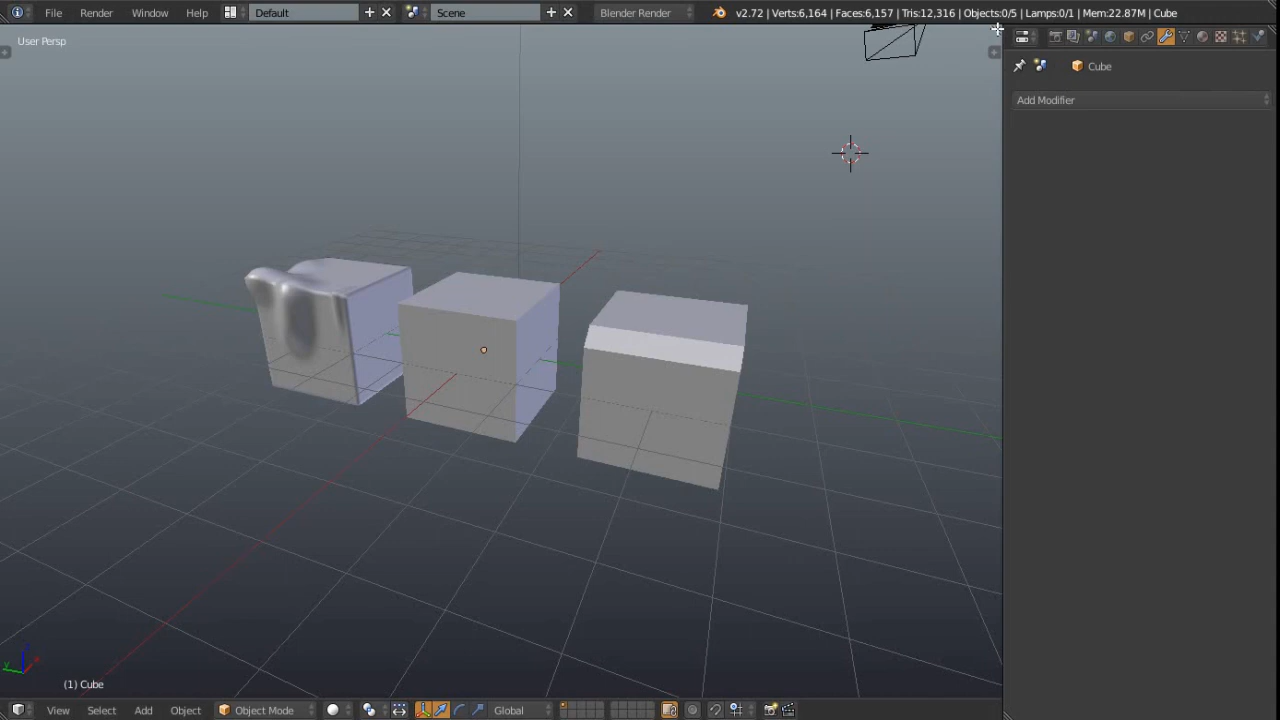 File Render Window Help Default Scene Blender Render v2.72 | Verts:6,164 | Faces:6,157 | Tris:12,316 | Objects:0/5 | Lamps:0/1 | Mem:22.87M | Cube
User Persp
Cube
Add Modifier
(1) Cube
View Select Add Object Object Mode Global